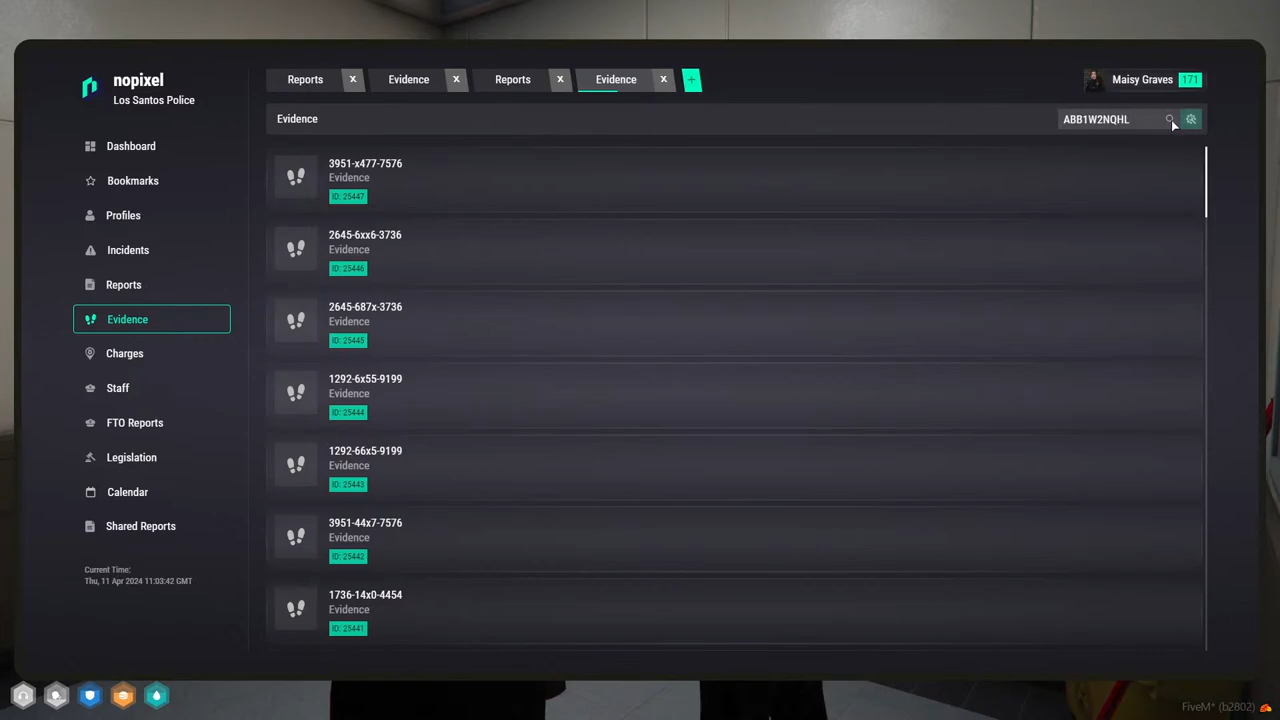 nopixel
Los Santos Police
Reports x Evidence x Reports x Evidence x +
Maisy Graves 171
Evidence
ABB1W2NQHL
Dashboard
Bookmarks
Profiles
Incidents
Reports
Evidence
Charges
Staff
FTO Reports
Legislation
Calendar
Shared Reports
Current Time:
Thu, 11 Apr 2024 11:03:42 GMT
3951-x477-7576
Evidence
ID: 25447
2645-6xx6-3736
Evidence
ID: 25446
2645-687x-3736
Evidence
ID: 25445
1292-6x55-9199
Evidence
ID: 25444
1292-66x5-9199
Evidence
ID: 25443
3951-44x7-7576
Evidence
ID: 25442
1736-14x0-4454
Evidence
ID: 25441
FiveM* (b2802)